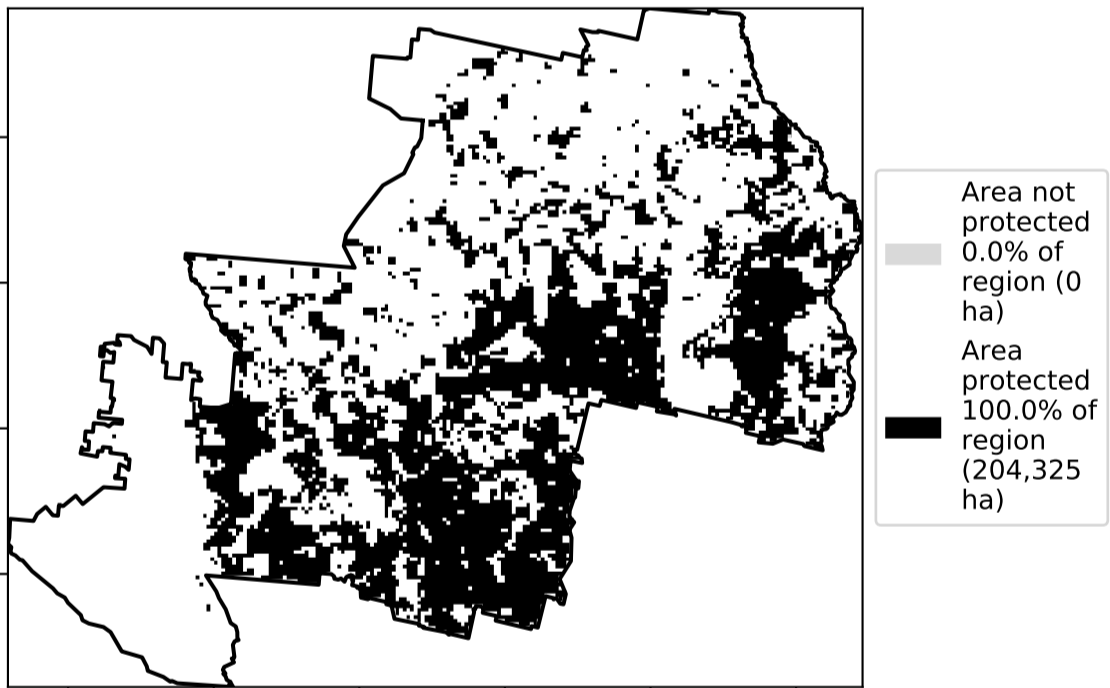 Area not
protected
0.0% of
region (0
ha)
Area
protected
100.0% of
region
(204,325
ha)